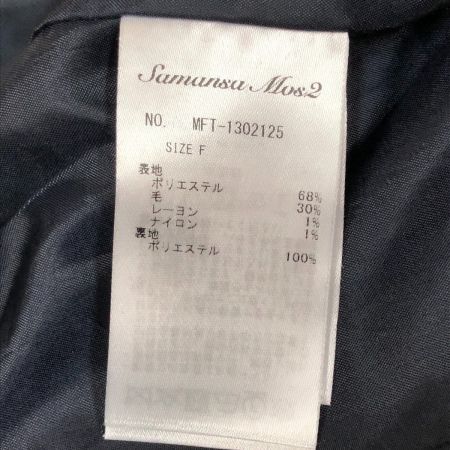 Samansa Mos2
NO. MFT-1302125
SIZE F
表地
ポリエステル 68%
毛 30%
レーヨン 1%
ナイロン 1%
裏地
ポリエステル 100%